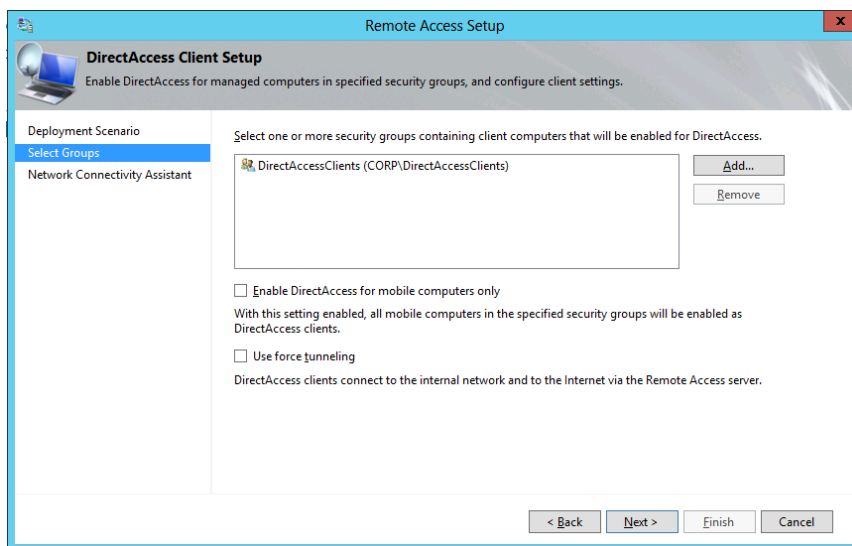 Remote Access Setup
x
DirectAccess Client Setup
Enable DirectAccess for managed computers in specified security groups, and configure client settings.
Deployment Scenario
Select Groups
Network Connectivity Assistant
Select one or more security groups containing client computers that will be enabled for DirectAccess.
DirectAccessClients (CORP\DirectAccessClients)
Add...
Remove
Enable DirectAccess for mobile computers only
With this setting enabled, all mobile computers in the specified security groups will be enabled as
DirectAccess clients.
Use force tunneling
DirectAccess clients connect to the internal network and to the Internet via the Remote Access server.
< Back
Next >
Finish
Cancel